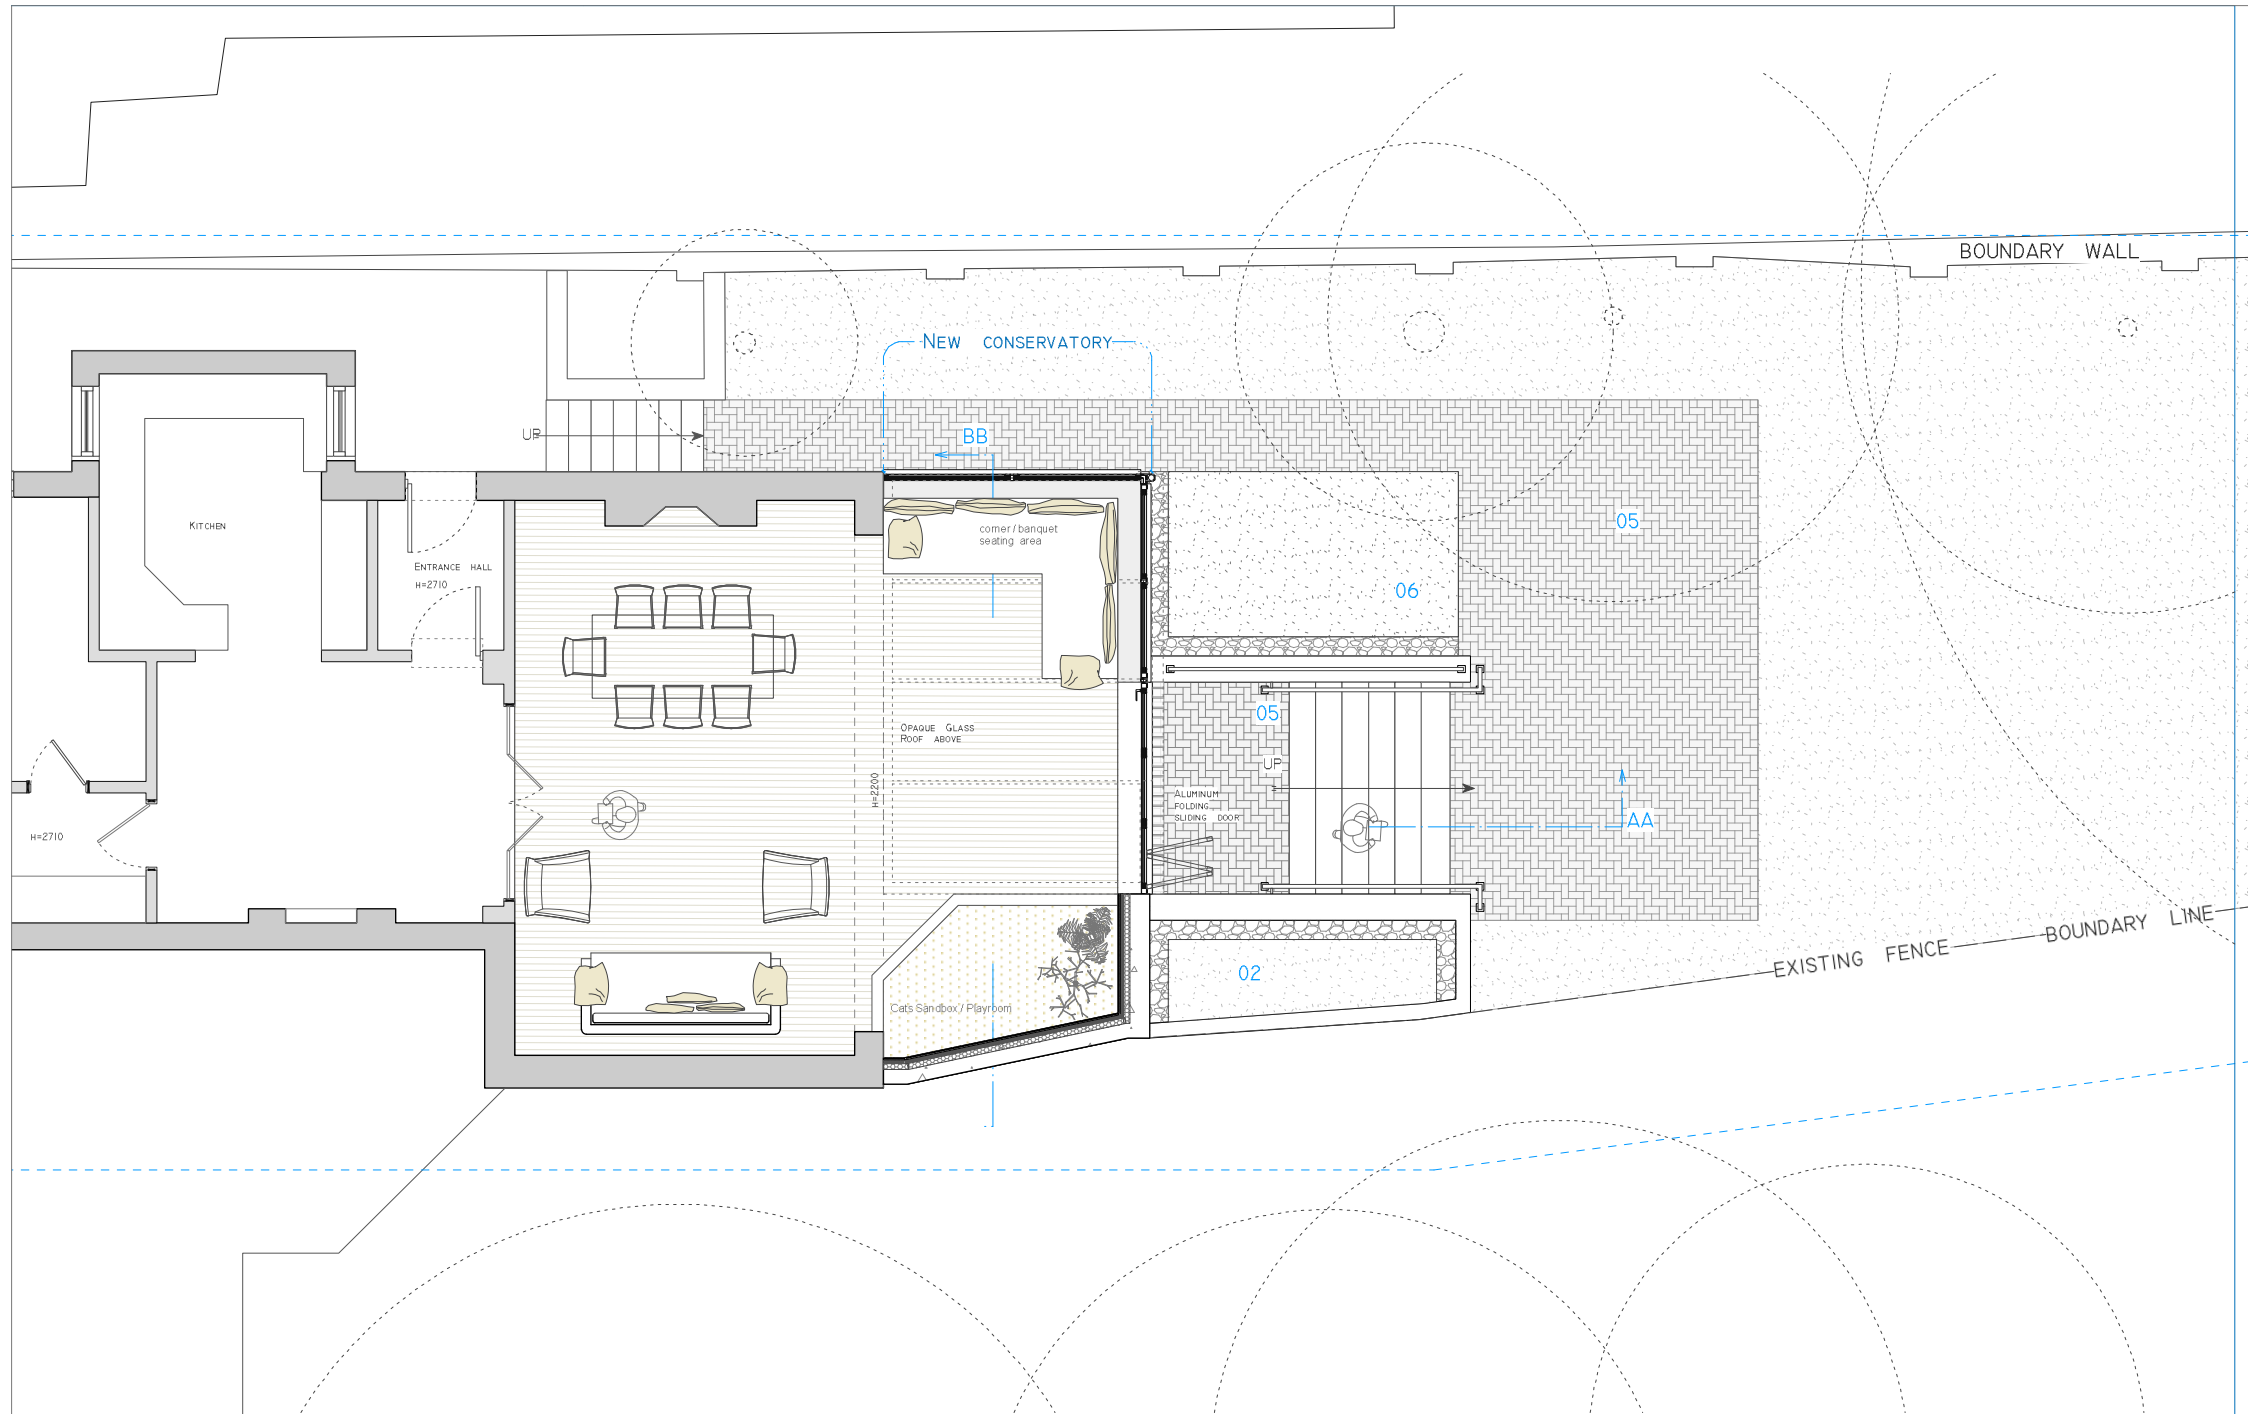 BOUNDARY WALL
NEW CONSERVATORY
UP
BB
KITCHEN
corner / banquet
seating area
05
ENTRANCE HALL
H=2710
06
05
OPAQUE GLASS
ROOF ABOVE
UP
H=2200
ALUMINUM
FOLDING
SLIDING DOOR
AA
H=2710
EXISTING FENCE
BOUNDARY LINE
02
Cats Sandbox / Playroom